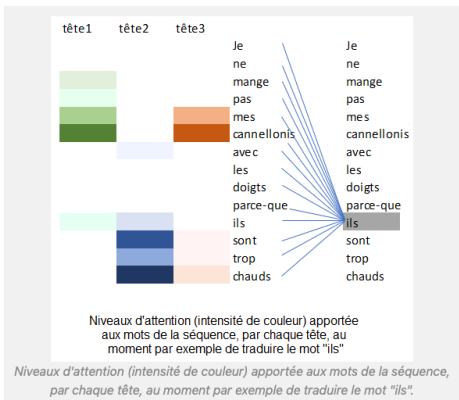 tête1 tête2 tête3
Je Je
ne ne
mange mange
pas pas
mes mes
cannellonis cannellonis
avec avec
les les
doigts doigts
parce-que parce-que
ils ils
sont sont
trop trop
chauds chauds
Niveaux d'attention (intensité de couleur) apportée
aux mots de la séquence, par chaque tête, au
moment par exemple de traduire le mot "ils"
Niveaux d'attention (intensité de couleur) apportée aux mots de la séquence,
par chaque tête, au moment par exemple de traduire le mot "ils".